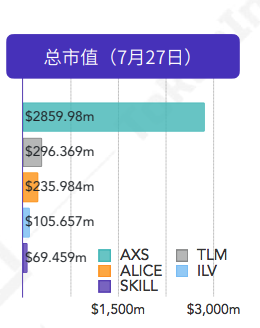 总市值（7月27日）
$2859.98m
$296.369m
$235.984m
$105.657m
$69.459m
AXS TLM
ALICE ILV
SKILL
$1,500m $3,000m